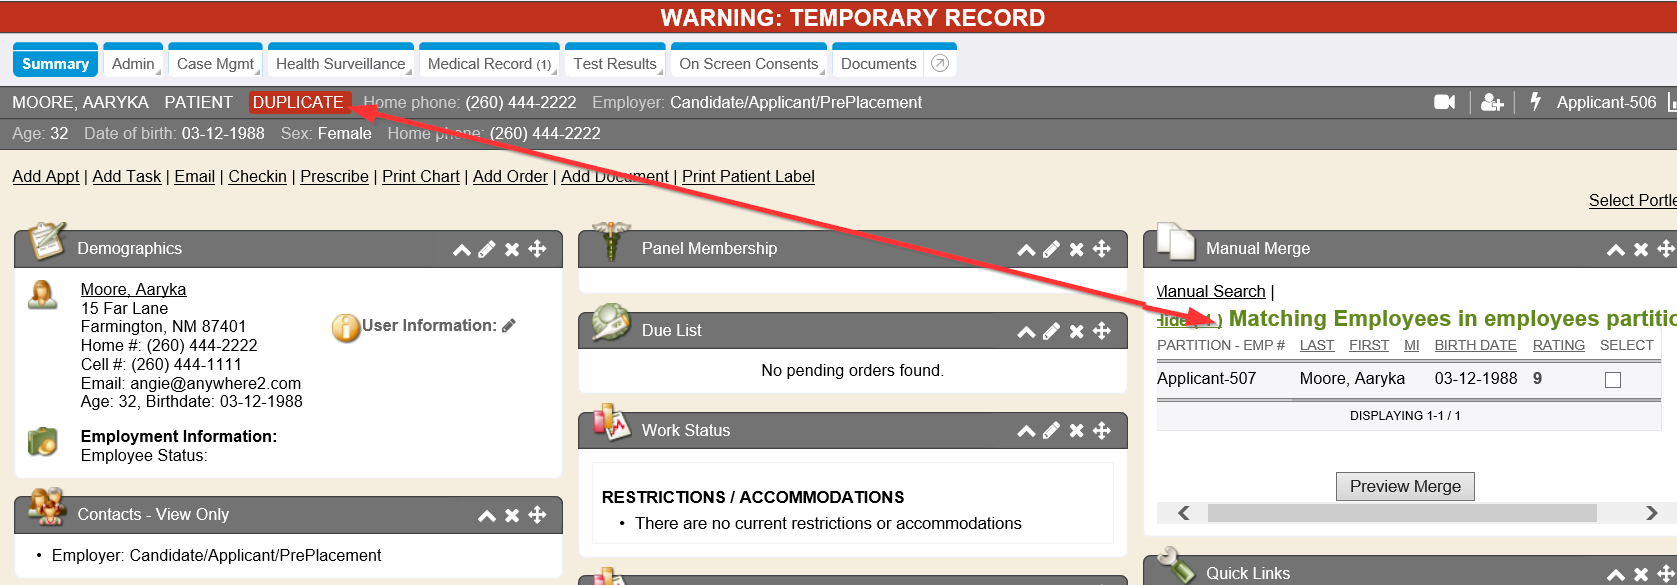 WARNING: TEMPORARY RECORD
Summary Admin Case Mgmt Health Surveillance Medical Record (1) Test Results On Screen Consents Documents
MOORE, AARYKA PATIENT DUPLICATE Home phone: (260) 444-2222 Employer: Candidate/Applicant/PrePlacement Applicant-506
Age: 32 Date of birth: 03-12-1988 Sex: Female Home phone: (260) 444-2222
Add Appt | Add Task | Email | Checkin | Prescribe | Print Chart | Add Order | Add Document | Print Patient Label
Select Portle
Demographics
Moore, Aaryka
15 Far Lane
Farmington, NM 87401
Home #: (260) 444-2222
Cell #: (260) 444-1111
Email: angie@anywhere2.com
Age: 32, Birthdate: 03-12-1988
User Information:
Employment Information:
Employee Status:
Contacts - View Only
• Employer: Candidate/Applicant/PrePlacement
Panel Membership
Due List
No pending orders found.
Work Status
RESTRICTIONS / ACCOMMODATIONS
• There are no current restrictions or accommodations
Manual Merge
Manual Search |
Hide ( 1 ) Matching Employees in employees partitio
PARTITION - EMP # LAST FIRST MI BIRTH DATE RATING SELECT
Applicant-507 Moore, Aaryka 03-12-1988 9
DISPLAYING 1-1 / 1
Preview Merge
Quick Links